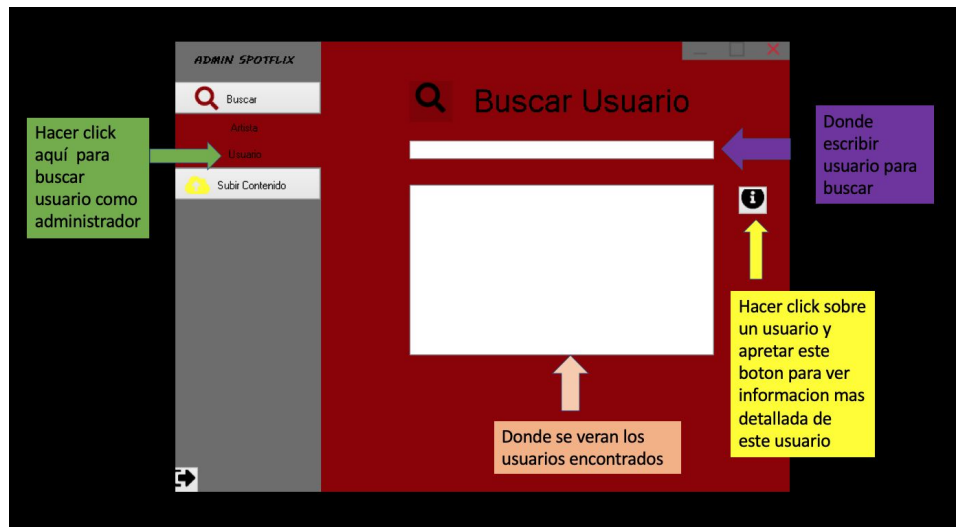 ADMIN SPOTFLIX
Buscar
Artista
Usuario
Subir Contenido
Buscar Usuario
Hacer click
aquí para
buscar
usuario como
administrador
Donde
escribir
usuario para
buscar
Hacer click sobre
un usuario y
apretar este
boton para ver
informacion mas
detallada de
este usuario
Donde se veran los
usuarios encontrados